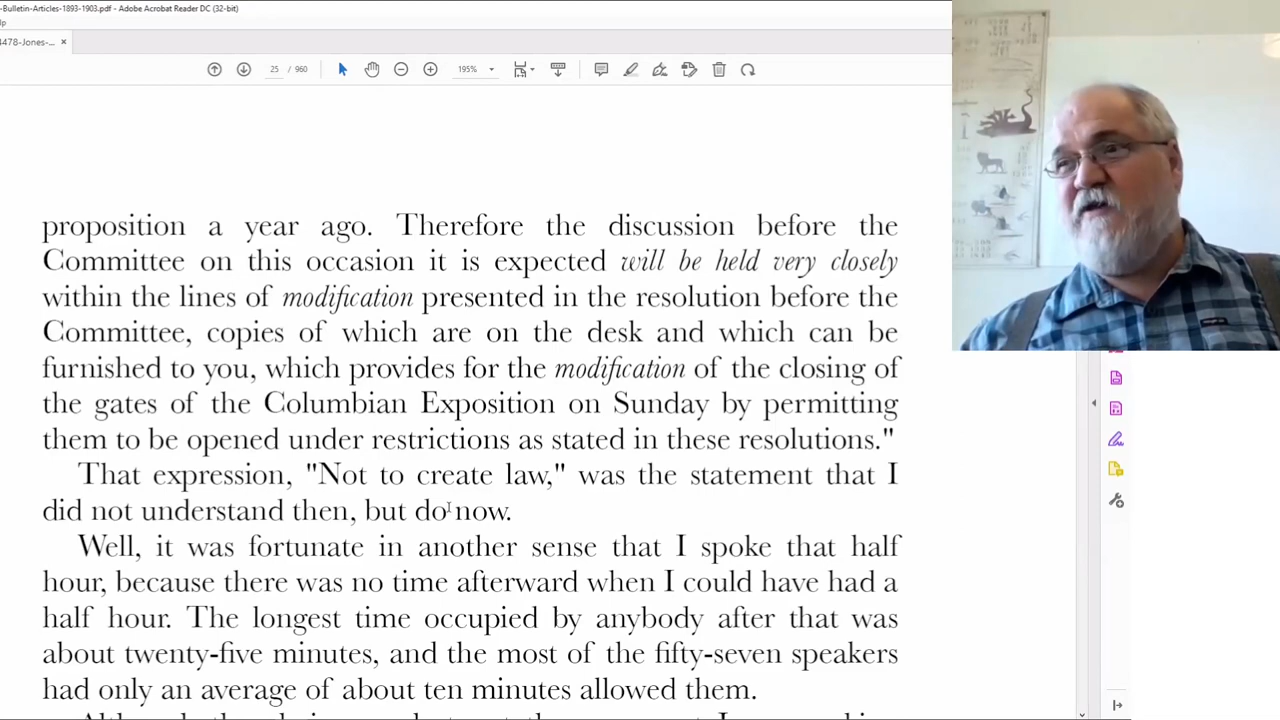 -Bulletin-Articles-1893-1903.pdf - Adobe Acrobat Reader DC (32-bit)
lp
4478-Jones-... ×
25 / 960
195%
proposition a year ago. Therefore the discussion before the
Committee on this occasion it is expected will be held very closely
within the lines of modification presented in the resolution before the
Committee, copies of which are on the desk and which can be
furnished to you, which provides for the modification of the closing of
the gates of the Columbian Exposition on Sunday by permitting
them to be opened under restrictions as stated in these resolutions."
That expression, "Not to create law," was the statement that I
did not understand then, but do now.
Well, it was fortunate in another sense that I spoke that half
hour, because there was no time afterward when I could have had a
half hour. The longest time occupied by anybody after that was
about twenty-five minutes, and the most of the fifty-seven speakers
had only an average of about ten minutes allowed them.